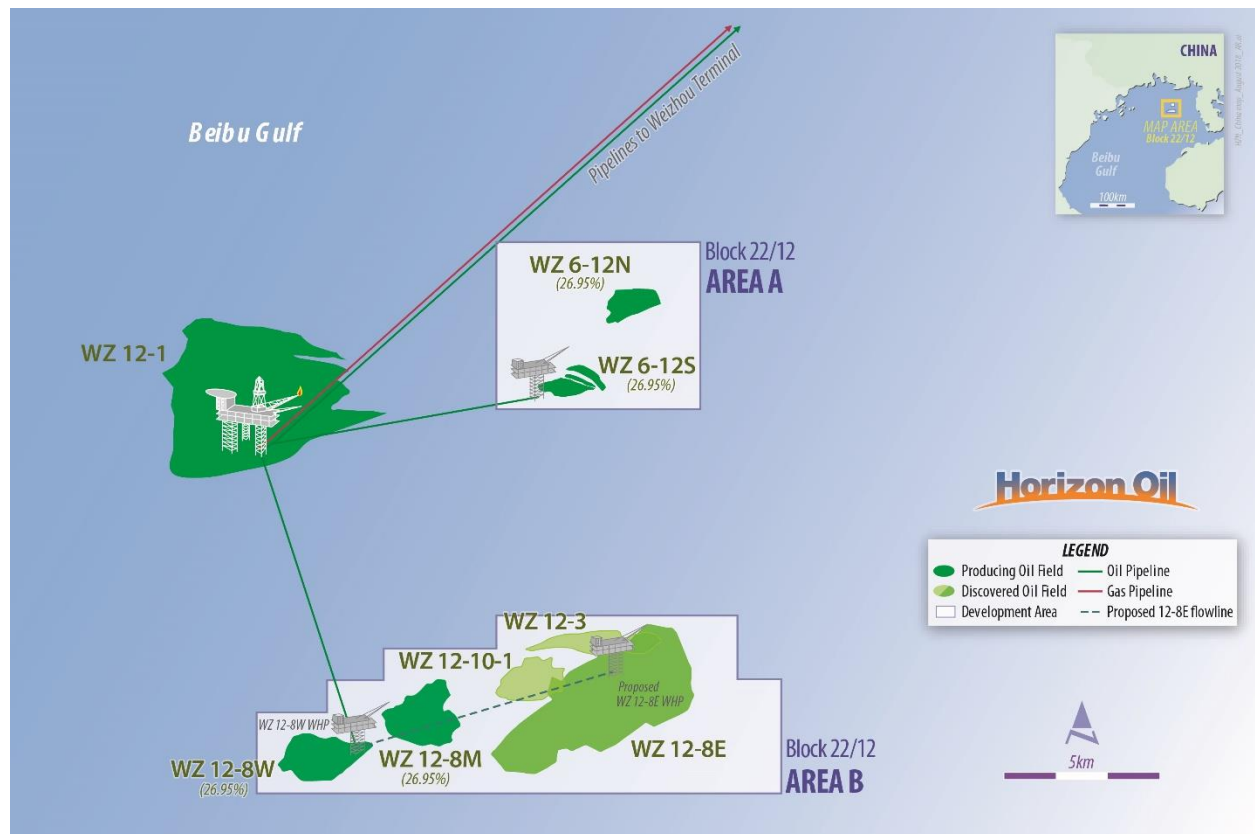 Beibu Gulf
Pipelines to Weizhou Terminal
CHINA
MAP AREA
Block 22/12
Beibu
Gulf
100km
Block 22/12
AREA A
WZ 6-12N
(26.95%)
WZ 12-1
WZ 6-12S
(26.95%)
Horizon Oil
LEGEND
Producing Oil Field
Oil Pipeline
Discovered Oil Field
Gas Pipeline
Development Area
Proposed 12-8E flowline
WZ 12-3
WZ 12-10-1
Proposed
WZ 12-8E WHP
WZ 12-8W WHP
WZ 12-8W
(26.95%)
WZ 12-8M
(26.95%)
WZ 12-8E
Block 22/12
AREA B
5km